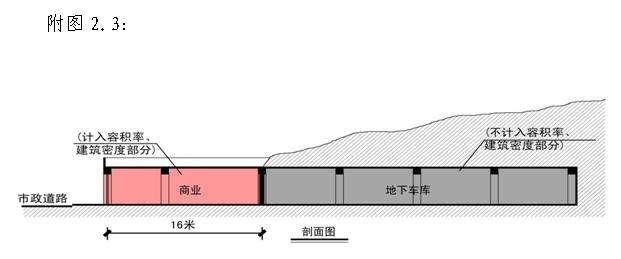 附图2.3:
(计入容积率、
建筑密度部分)
(不计入容积率、
建筑密度部分)
商业
地下车库
市政道路
16米
剖面图